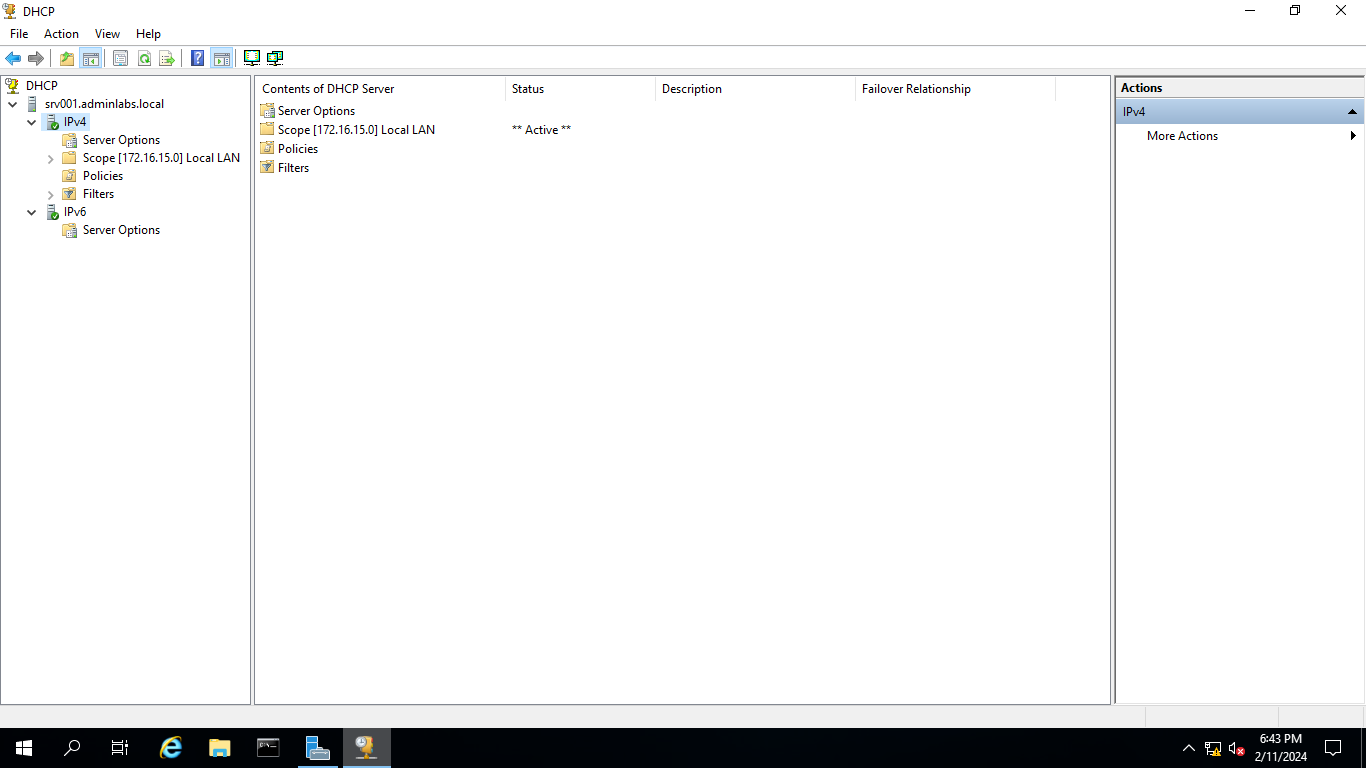 DHCP
File Action View Help
DHCP
srv001.adminlabs.local
IPv4
Server Options
Scope [172.16.15.0] Local LAN
Policies
Filters
IPv6
Server Options
Contents of DHCP Server Status Description Failover Relationship
Server Options
Scope [172.16.15.0] Local LAN ** Active **
Policies
Filters
Actions
IPv4
More Actions
6:43 PM
2/11/2024